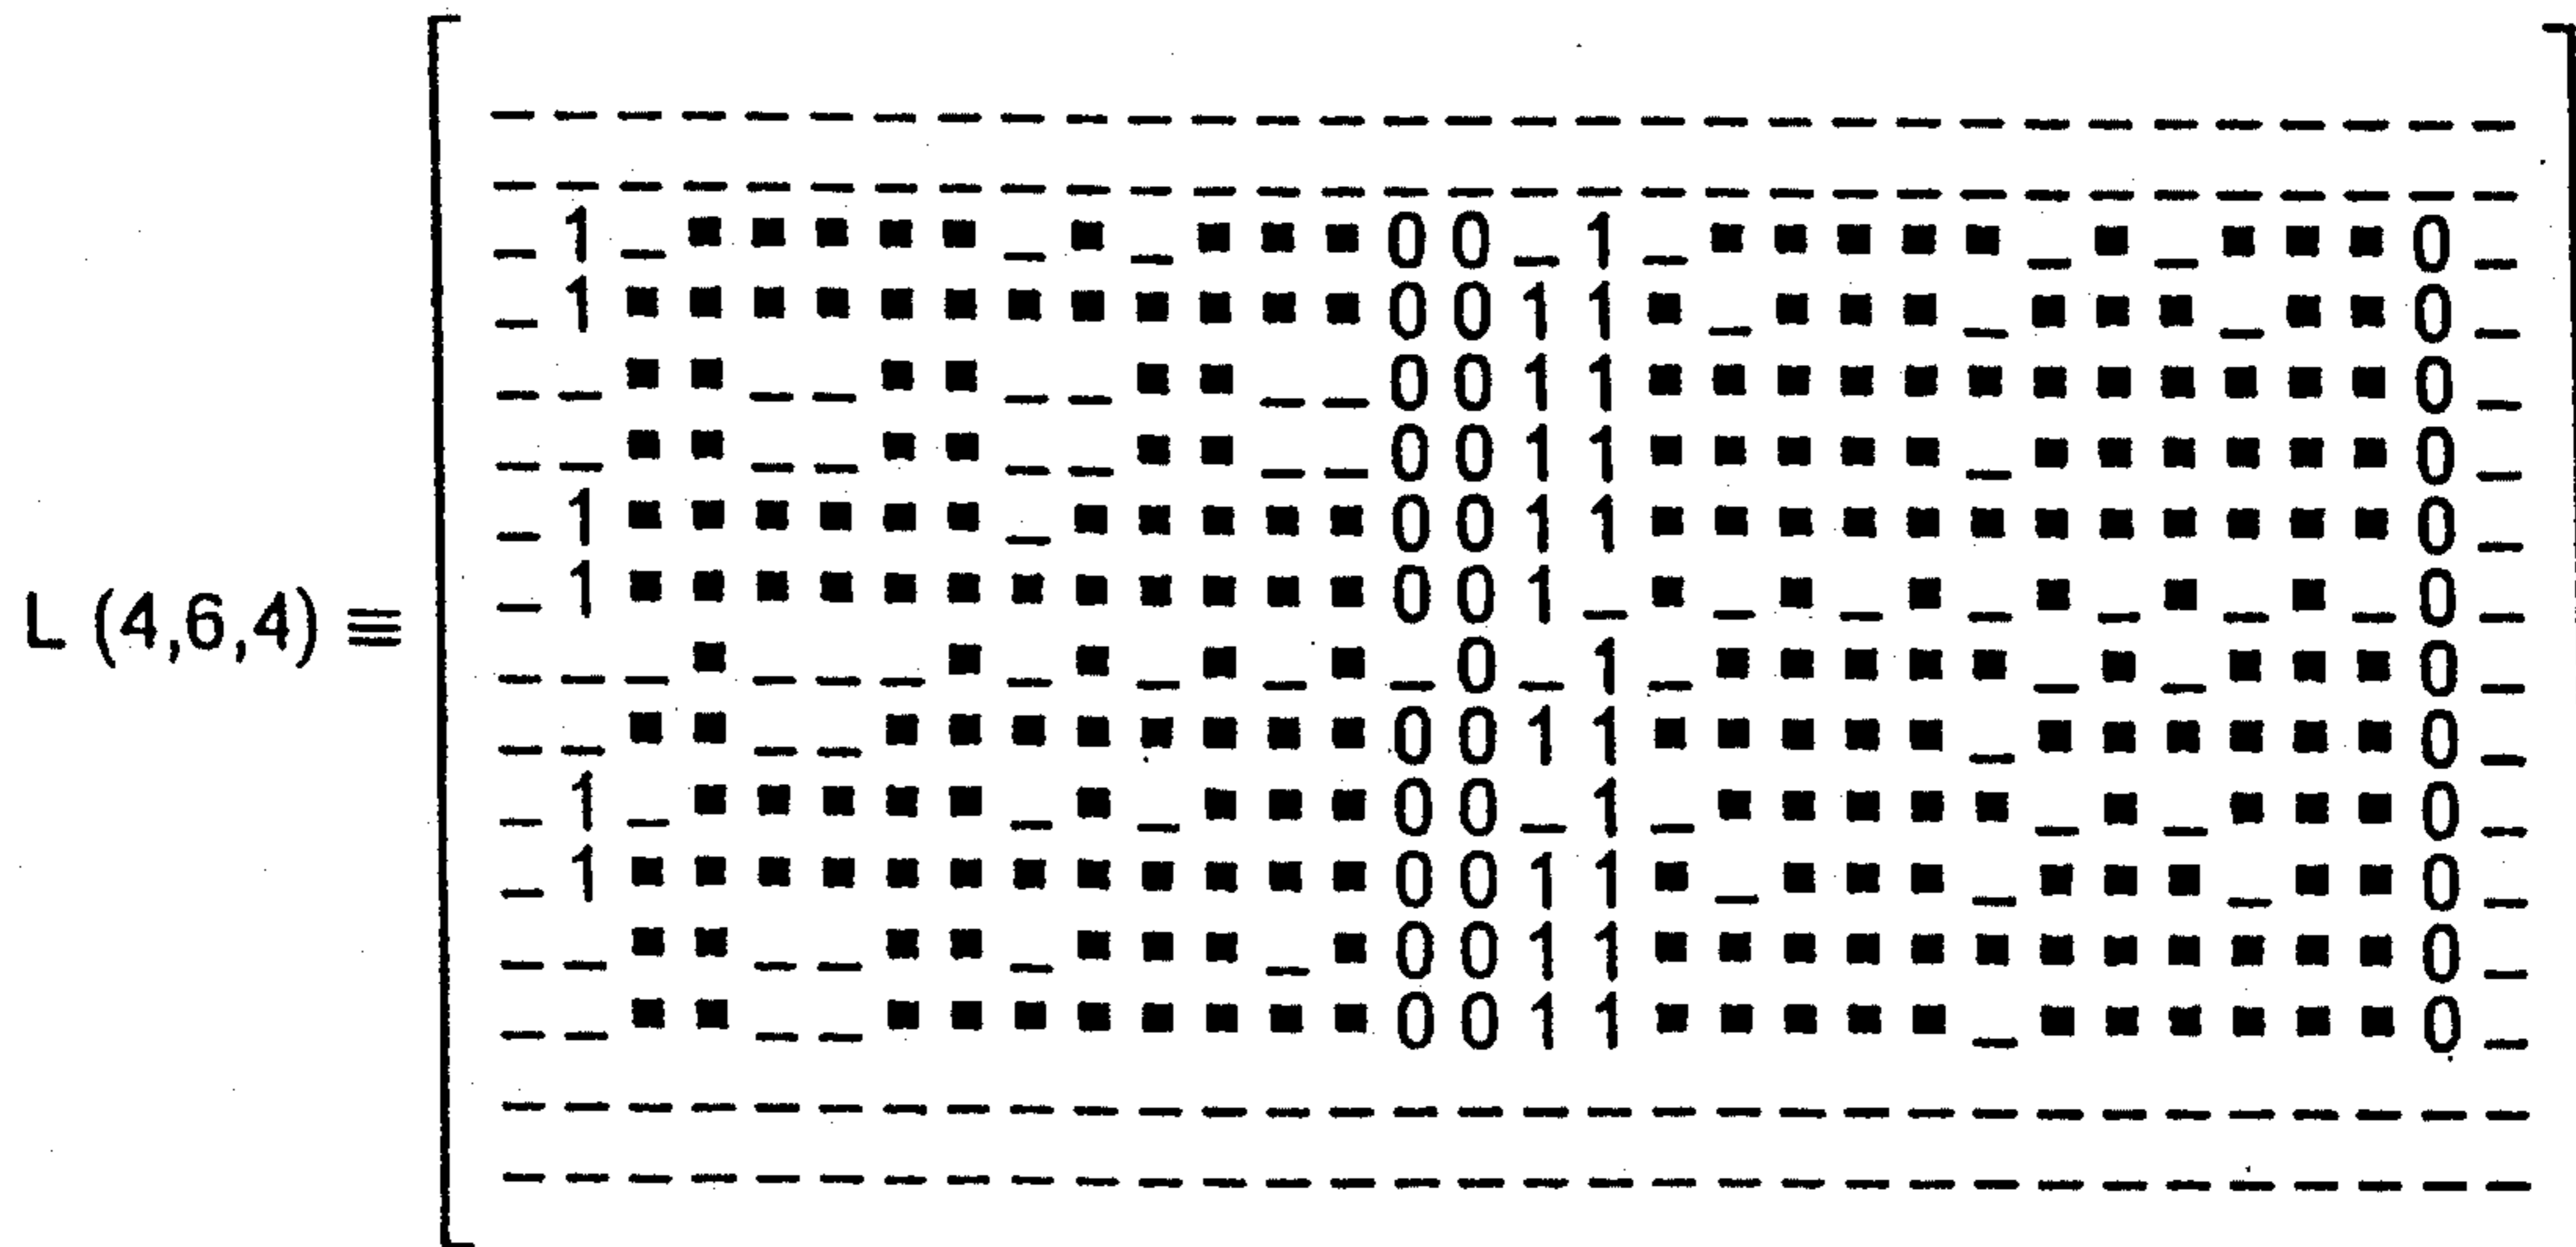 - - - - - - - - - - - - - - - - - - - - - - - - - - - - - - - -
- - - - - - - - - - - - - - - - - - - - - - - - - - - - - - - -
_ 1 _ ■ ■ ■ ■ ■ _ ■ _ ■ ■ ■ 0 0 _ 1 _ ■ ■ ■ ■ ■ _ ■ _ ■ ■ ■ 0 _
_ 1 ■ ■ ■ ■ ■ ■ ■ ■ ■ ■ ■ ■ 0 0 1 1 ■ _ ■ ■ ■ _ ■ ■ ■ _ ■ ■ 0 _
_ _ ■ ■ _ _ ■ ■ _ _ ■ ■ _ _ 0 0 1 1 ■ ■ ■ ■ ■ ■ ■ ■ ■ ■ ■ ■ 0 _
_ _ ■ ■ _ _ ■ ■ _ _ ■ ■ _ _ 0 0 1 1 ■ ■ ■ ■ ■ _ ■ ■ ■ ■ ■ ■ 0 _
_ 1 ■ ■ ■ ■ ■ ■ _ ■ ■ ■ ■ ■ 0 0 1 1 ■ ■ ■ ■ ■ ■ ■ ■ ■ ■ ■ ■ 0 _
L (4,6,4) ≡ _ 1 ■ ■ ■ ■ ■ ■ ■ ■ ■ ■ ■ ■ 0 0 1 _ ■ _ ■ _ ■ _ ■ _ ■ _ ■ _ 0 _
_ _ _ ■ _ _ _ ■ _ ■ _ ■ _ ■ _ 0 _ 1 _ ■ ■ ■ ■ ■ _ ■ _ ■ ■ ■ 0 _
_ _ ■ ■ _ _ ■ ■ ■ ■ ■ ■ ■ ■ 0 0 1 1 ■ ■ ■ ■ ■ _ ■ ■ ■ ■ ■ ■ 0 _
_ 1 _ ■ ■ ■ ■ ■ _ ■ _ ■ ■ ■ 0 0 _ 1 _ ■ ■ ■ ■ ■ _ ■ _ ■ ■ ■ 0 _
_ 1 ■ ■ ■ ■ ■ ■ ■ ■ ■ ■ ■ ■ 0 0 1 1 ■ _ ■ ■ ■ _ ■ ■ ■ _ ■ ■ 0 _
_ _ ■ ■ _ _ ■ ■ _ ■ ■ ■ _ ■ 0 0 1 1 ■ ■ ■ ■ ■ ■ ■ ■ ■ ■ ■ ■ 0 _
_ _ ■ ■ _ _ ■ ■ ■ ■ ■ ■ ■ ■ 0 0 1 1 ■ ■ ■ ■ ■ _ ■ ■ ■ ■ ■ ■ 0 _
- - - - - - - - - - - - - - - - - - - - - - - - - - - - - - - -
- - - - - - - - - - - - - - - - - - - - - - - - - - - - - - - -